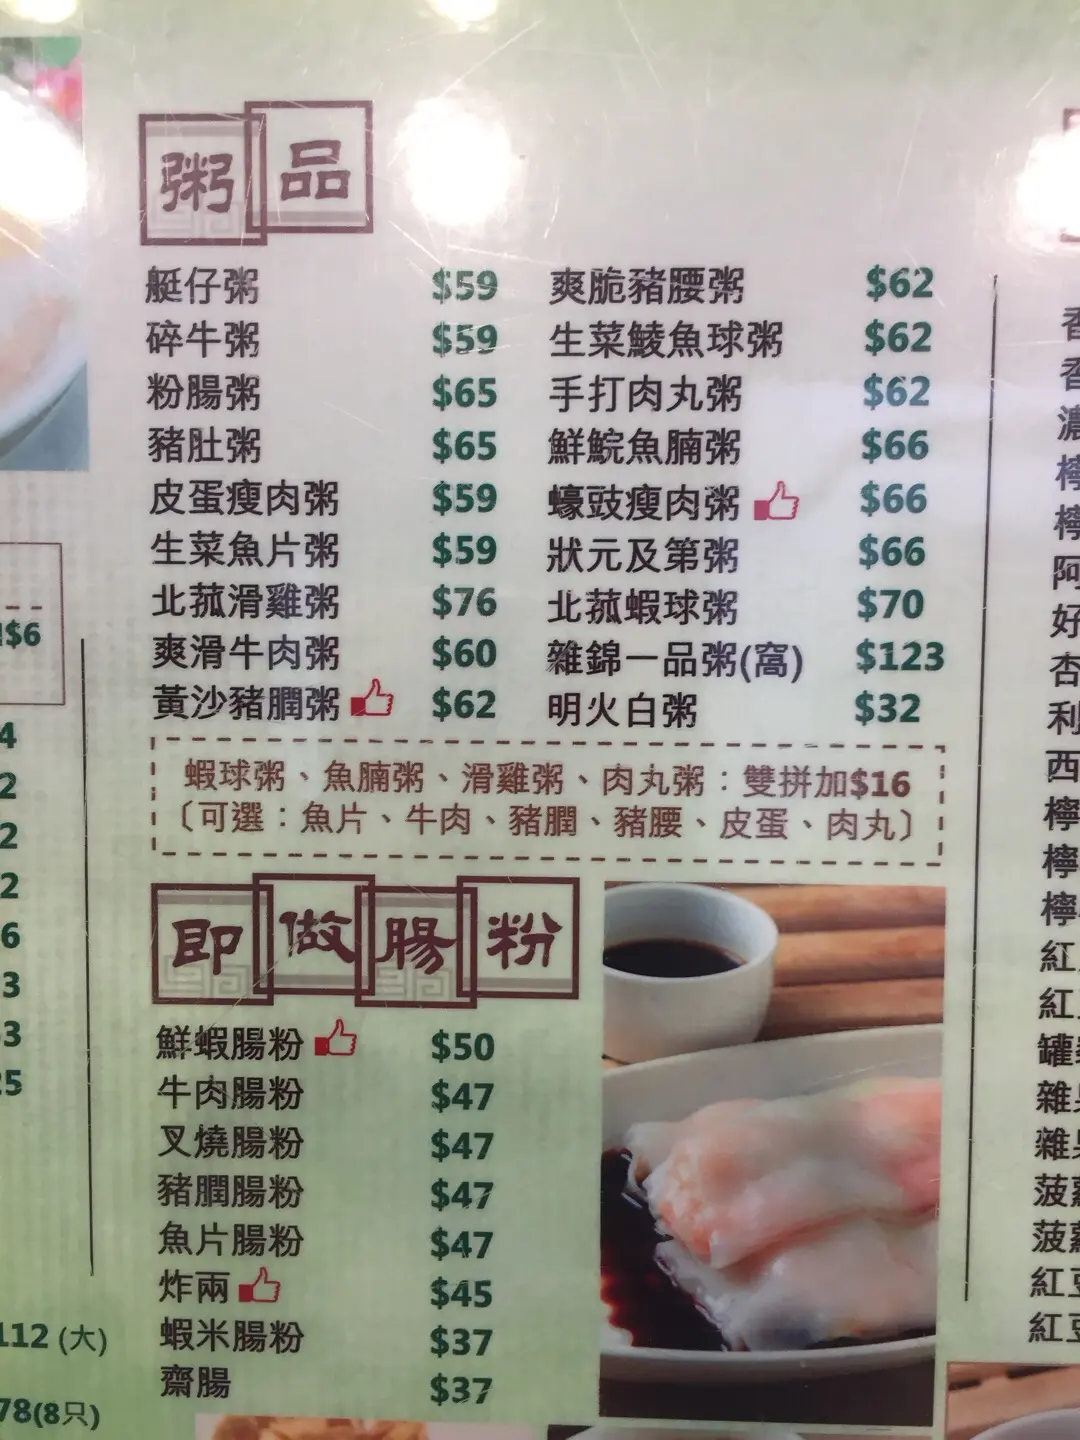 粥品
艇仔粥 $59
碎牛粥 $59
粉腸粥 $65
豬肚粥 $65
皮蛋瘦肉粥 $59
生菜魚片粥 $59
北菰滑雞粥 $76
爽滑牛肉粥 $60
黃沙豬膶粥 $62
爽脆豬腰粥 $62
生菜鯪魚球粥 $62
手打肉丸粥 $62
鮮鯇魚腩粥 $66
蠔豉瘦肉粥 $66
狀元及第粥 $66
北菰蝦球粥 $70
雜錦一品粥(窩) $123
明火白粥 $32
蝦球粥、魚腩粥、滑雞粥、肉丸粥：雙拼加$16
〔可選：魚片、牛肉、豬膶、豬腰、皮蛋、肉丸〕
即做腸粉
鮮蝦腸粉 $50
牛肉腸粉 $47
叉燒腸粉 $47
豬膶腸粉 $47
魚片腸粉 $47
炸兩 $45
蝦米腸粉 $37
齋腸 $37
$6
112 (大)
78(8只)